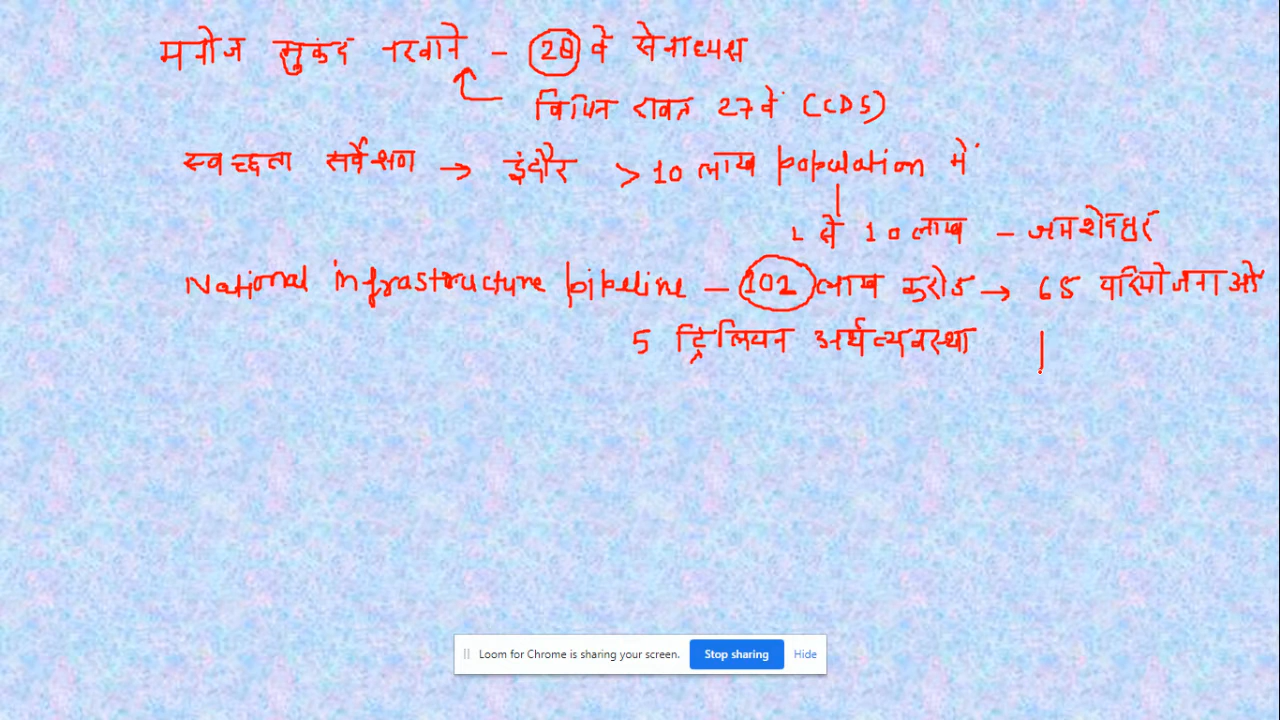 मनोज मुकुंद नरवाने - 28 वे सेनाध्यक्ष
बिपिन रावत 27 वे (CDS)
स्वच्छता सर्वेक्षण → इंदौर > 10 लाख population में
1 से 10 लाख - जमशेदपुर
National infrastructure pipeline - 102 लाख करोड → 65 परियोजनाओ
5 ट्रिलियन अर्थव्यवस्था
Loom for Chrome is sharing your screen. Stop sharing Hide